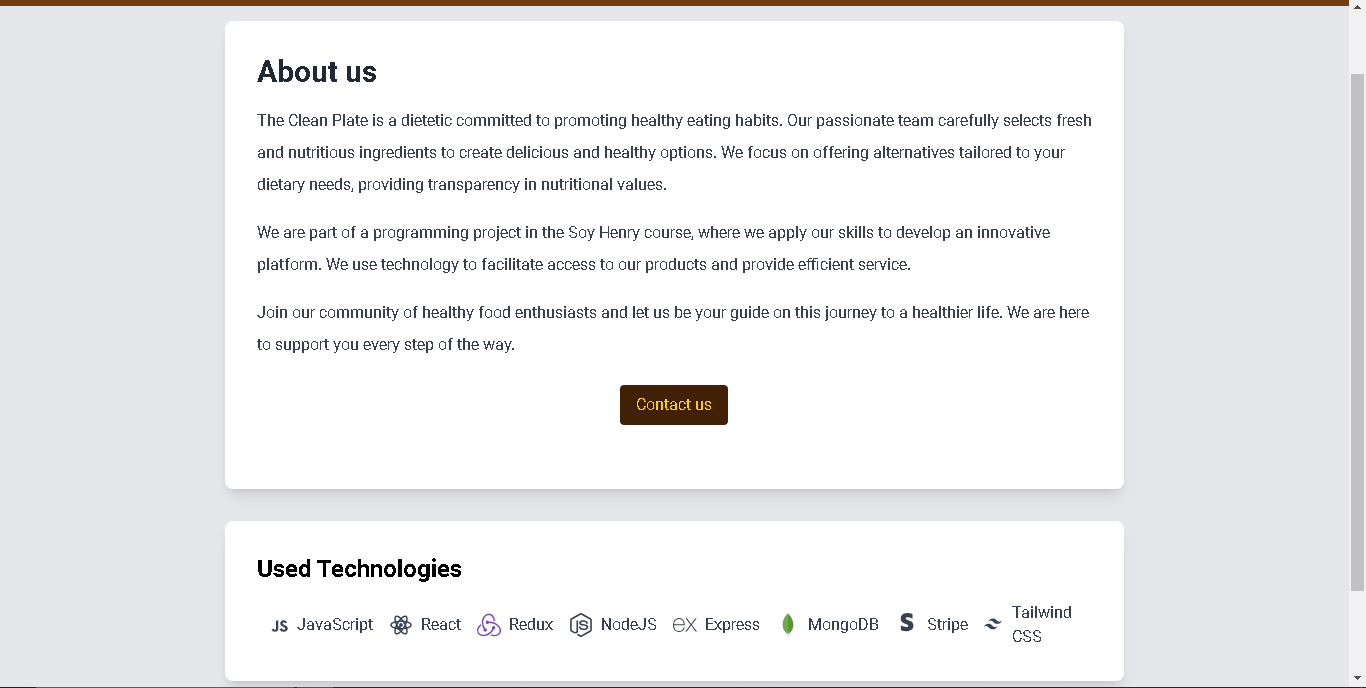 About us
The Clean Plate is a dietetic committed to promoting healthy eating habits. Our passionate team carefully selects fresh
and nutritious ingredients to create delicious and healthy options. We focus on offering alternatives tailored to your
dietary needs, providing transparency in nutritional values.
We are part of a programming project in the Soy Henry course, where we apply our skills to develop an innovative
platform. We use technology to facilitate access to our products and provide efficient service.
Join our community of healthy food enthusiasts and let us be your guide on this journey to a healthier life. We are here
to support you every step of the way.
Contact us
Used Technologies
JS JavaScript React Redux JS NodeJS eX Express MongoDB S Stripe Tailwind
CSS